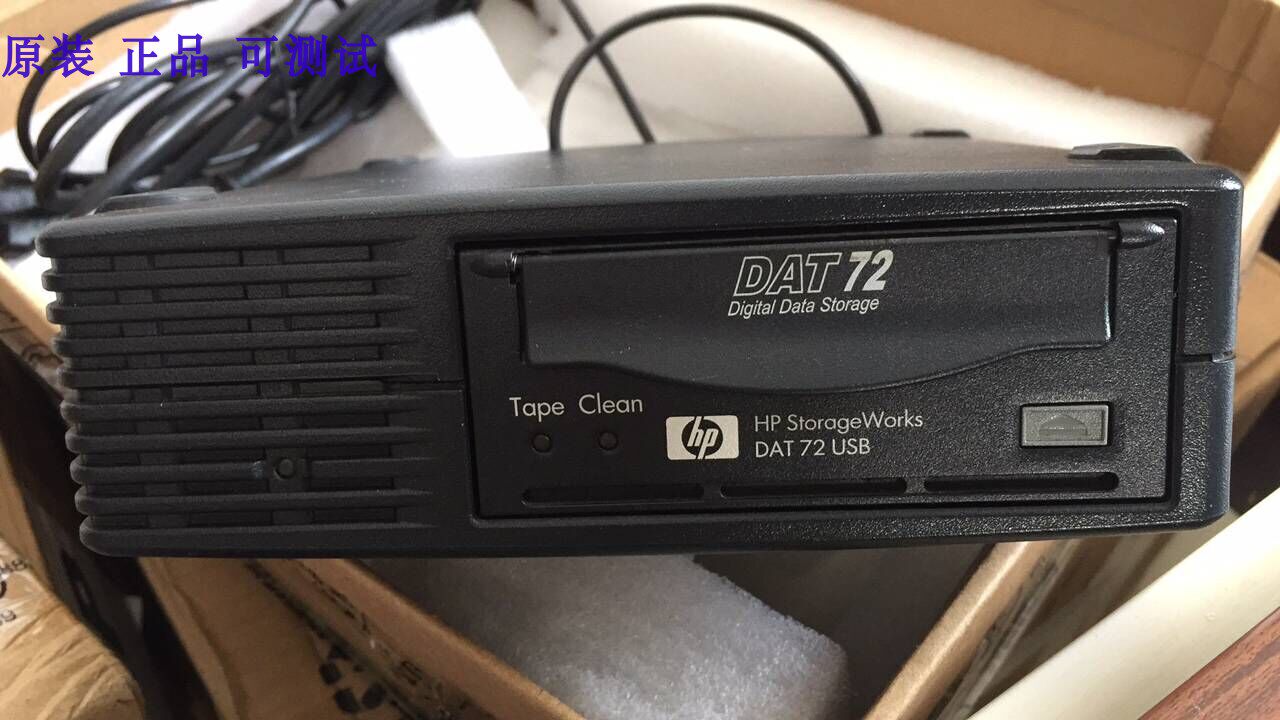 原装 正品 可测试
DAT 72
Digital Data Storage
Tape Clean
hp
HP StorageWorks
DAT 72 USB